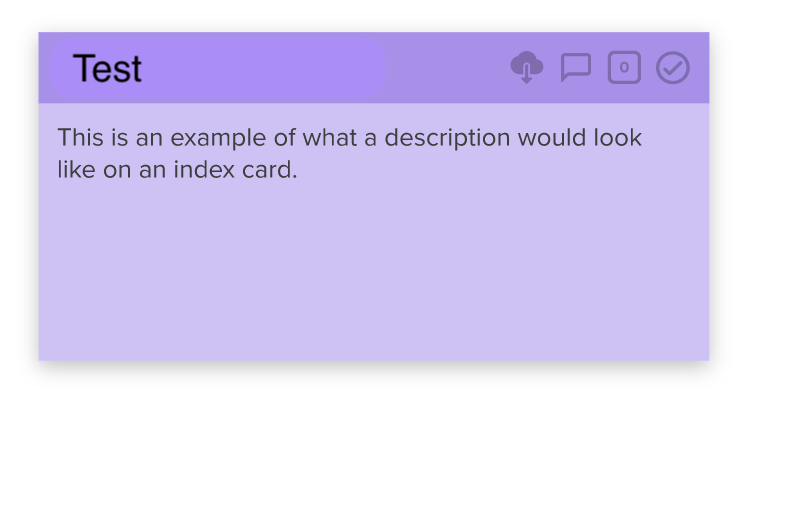 Test
0
This is an example of what a description would look
like on an index card.